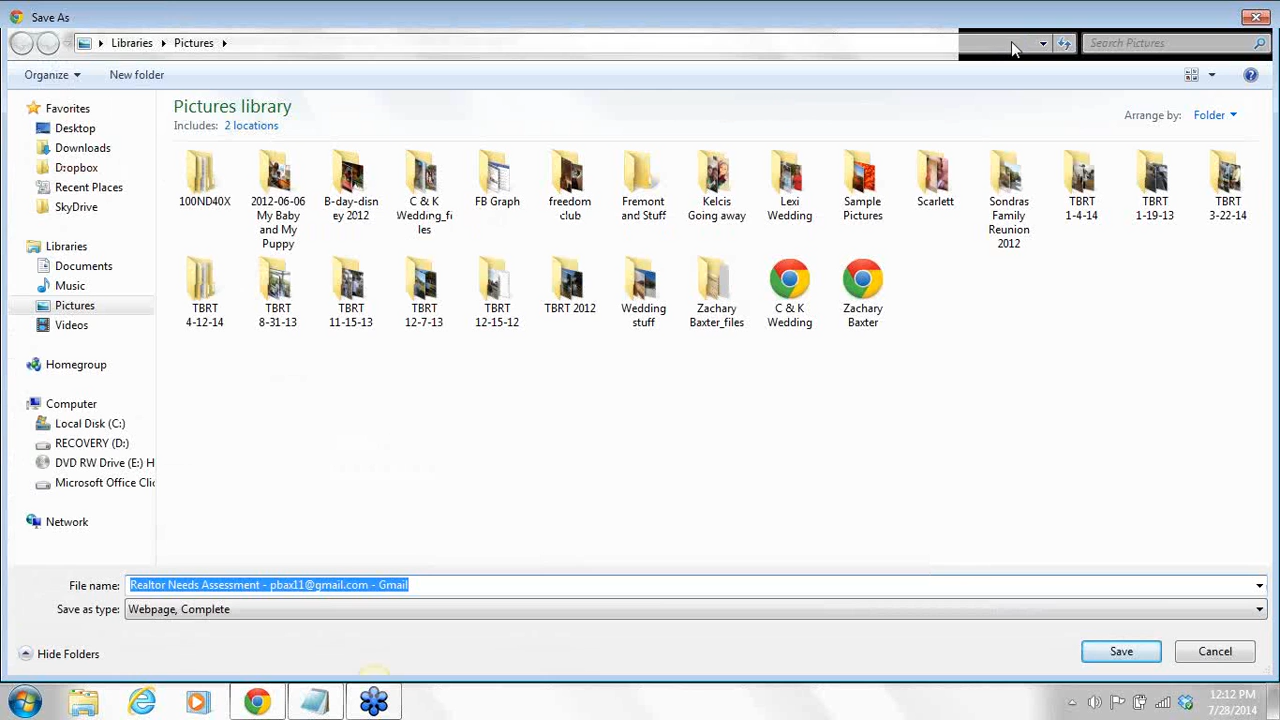 Save As
Libraries Pictures
Search Pictures
Organize New folder
Favorites
Desktop
Downloads
Dropbox
Recent Places
SkyDrive
Libraries
Documents
Music
Pictures
Videos
Homegroup
Computer
Local Disk (C:)
RECOVERY (D:)
DVD RW Drive (E:) H
Microsoft Office Clic
Network
Pictures library
Includes: 2 locations
Arrange by: Folder
100ND40X
2012-06-06
My Baby
and My
Puppy
B-day-disn
ey 2012
C & K
Wedding_fi
les
FB Graph
freedom
club
Fremont
and Stuff
Kelcis
Going away
Lexi
Wedding
Sample
Pictures
Scarlett
Sondras
Family
Reunion
2012
TBRT
1-4-14
TBRT
1-19-13
TBRT
3-22-14
TBRT
4-12-14
TBRT
8-31-13
TBRT
11-15-13
TBRT
12-7-13
TBRT
12-15-12
TBRT 2012
Wedding
stuff
Zachary
Baxter_files
C & K
Wedding
Zachary
Baxter
File name: Realtor Needs Assessment - pbax11@gmail.com - Gmail
Save as type: Webpage, Complete
Hide Folders
Save
Cancel
12:12 PM
7/28/2014